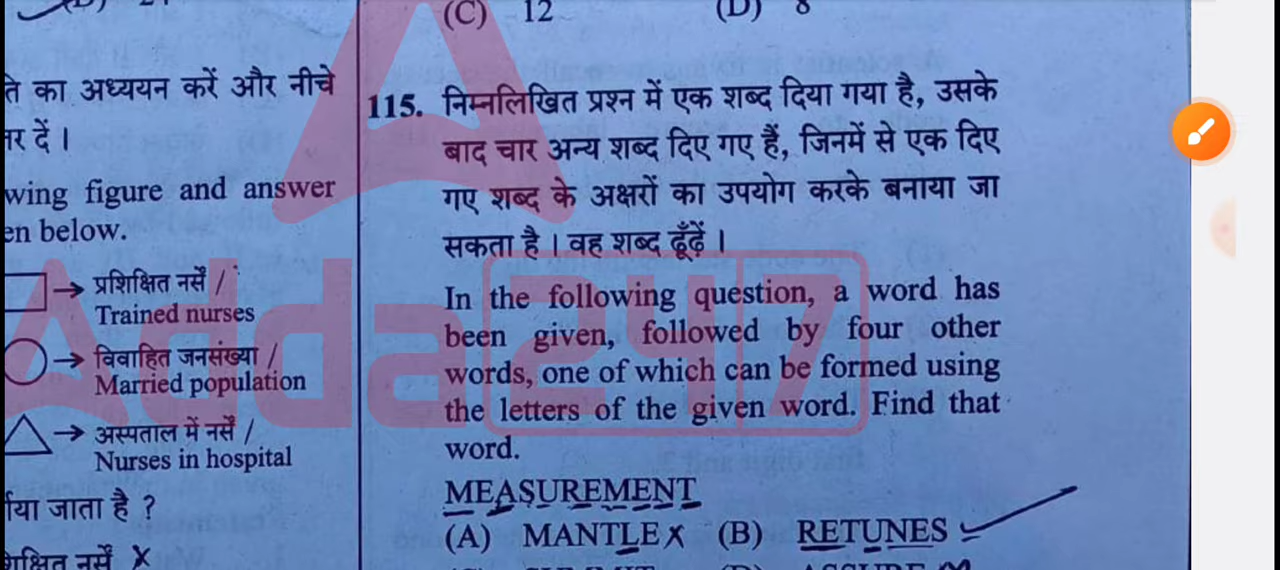 (C) 12 (D) 8
ति का अध्ययन करें और नीचे
तर दें ।
wing figure and answer
en below.
→ प्रशिक्षित नर्सें /
Trained nurses
→ विवाहित जनसंख्या /
Married population
→ अस्पताल में नर्सें /
Nurses in hospital
र्शाया जाता है ?
115. निम्नलिखित प्रश्न में एक शब्द दिया गया है, उसके
बाद चार अन्य शब्द दिए गए हैं, जिनमें से एक दिए
गए शब्द के अक्षरों का उपयोग करके बनाया जा
सकता है । वह शब्द ढूँढ़ें ।
In the following question, a word has
been given, followed by four other
words, one of which can be formed using
the letters of the given word. Find that
word.
MEASUREMENT
(A) MANTLE x (B) RETUNES
Adda247